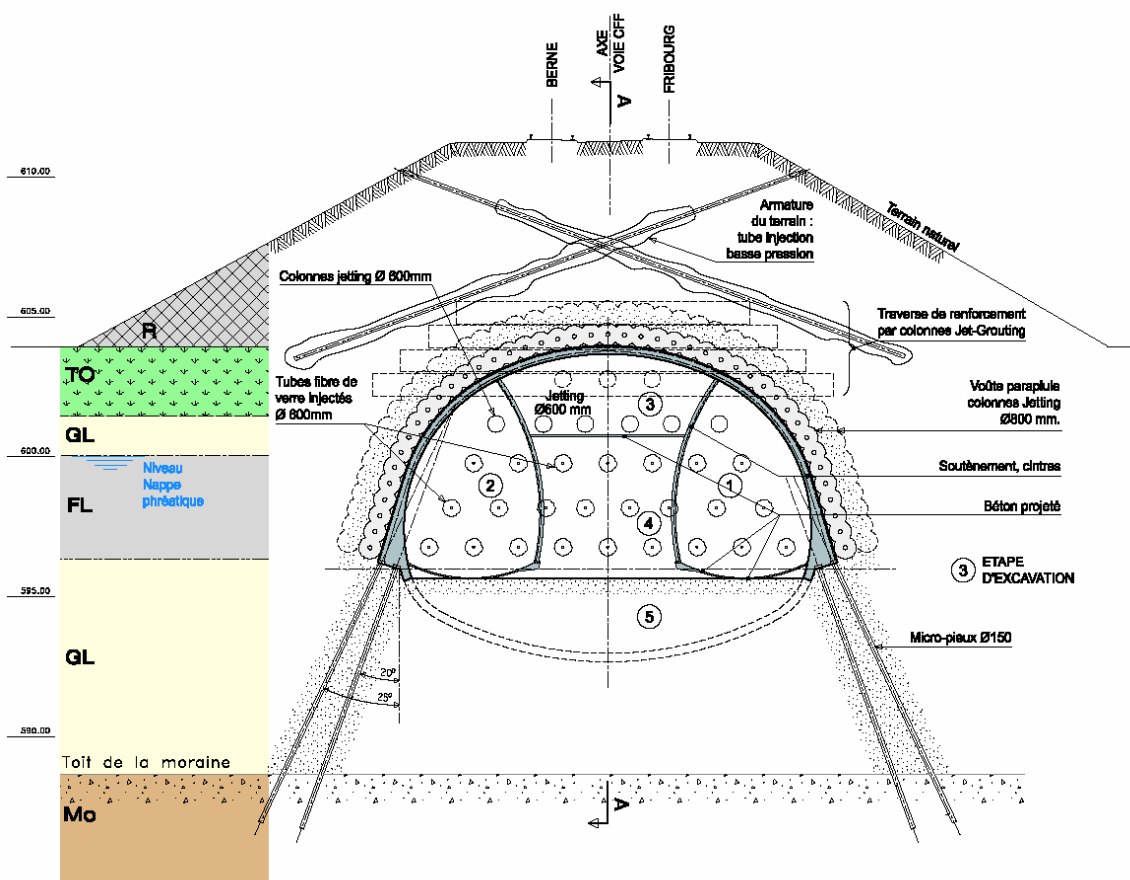 BERNE
AXE
VOIE CFF
FRIBOURG
A
610.00
Armature
du terrain :
tube injection
basse pression
Terrain naturel
Colonnes jetting Ø 600mm
605.00
R
Traverse de renforcement
par colonnes Jet-Grouting
TO
Tubes fibre de
verre injectés
Ø 600mm
Jetting
Ø600 mm
3
Voûte parapluie
colonnes Jetting
Ø800 mm.
GL
600.00
Niveau
Nappe
phréatique
2
1
Soutènement, cintres
FL
4
Béton projeté
3
ETAPE
D'EXCAVATION
595.00
5
Micro-pieux Ø150
GL
20°
25°
590.00
Toit de la moraine
Mo
A